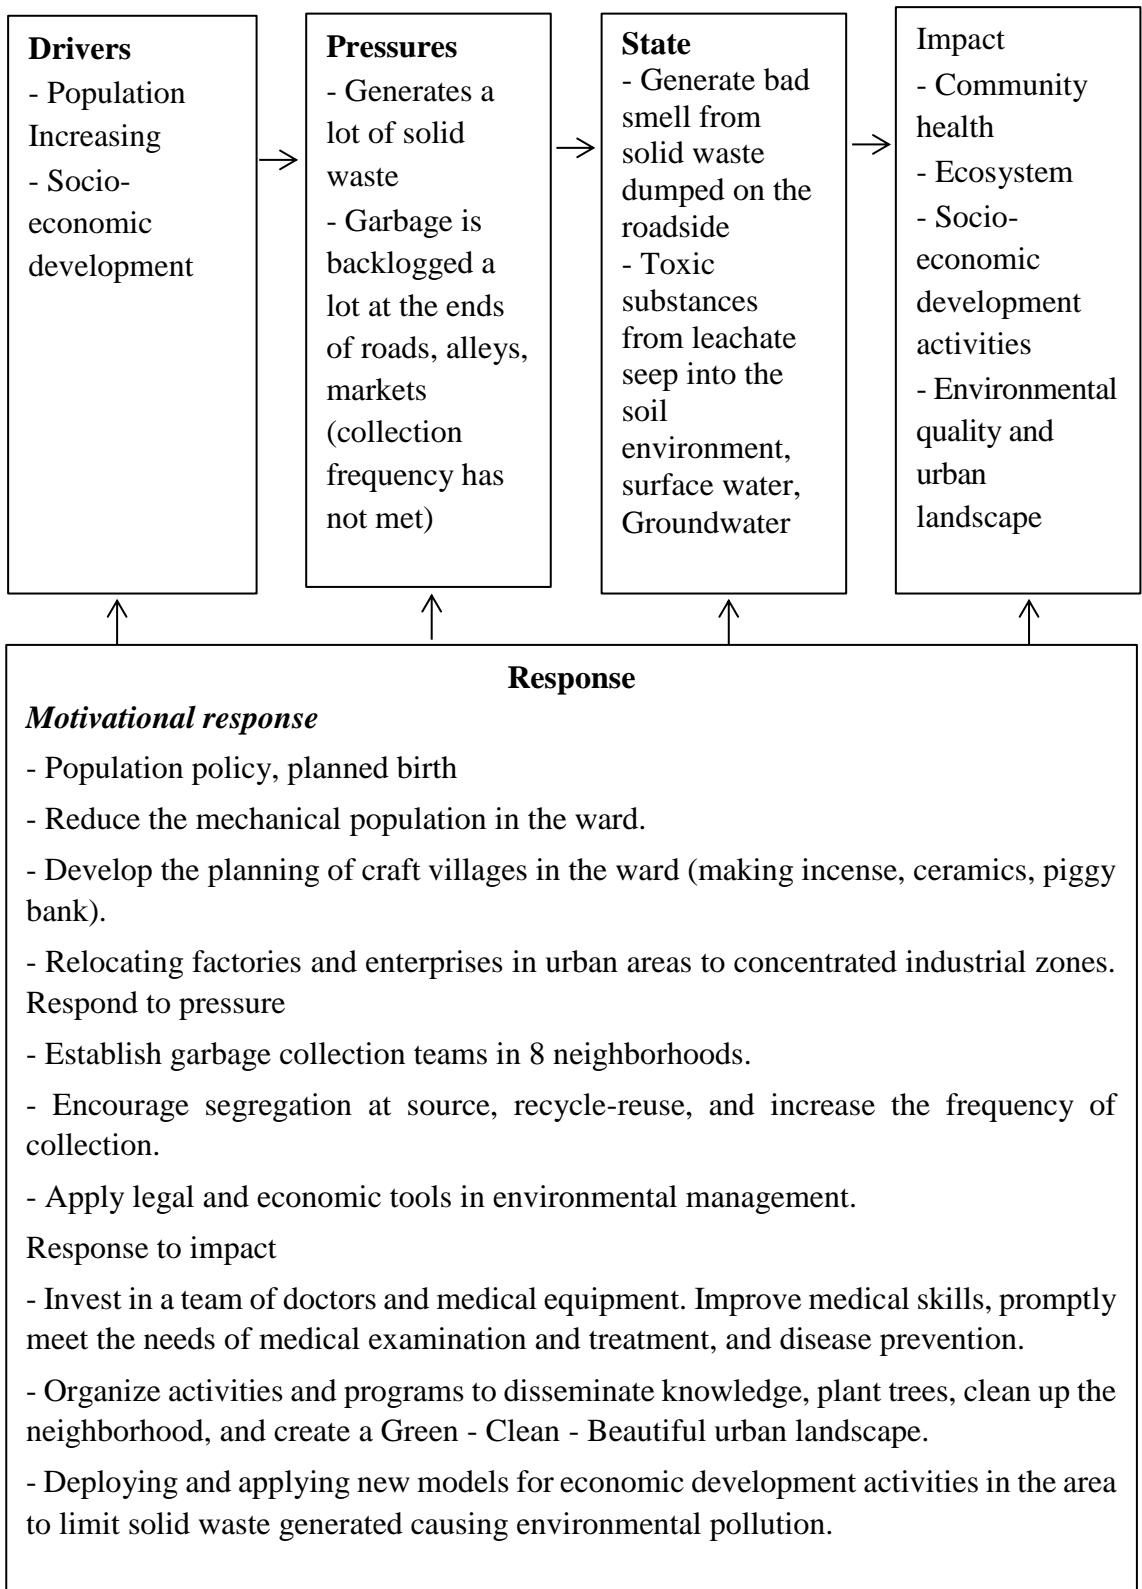 Drivers
- Population
Increasing
- Socio-
economic
development
Pressures
- Generates a
lot of solid
waste
- Garbage is
backlogged a
lot at the ends
of roads, alleys,
markets
(collection
frequency has
not met)
State
- Generate bad
smell from
solid waste
dumped on the
roadside
- Toxic
substances
from leachate
seep into the
soil
environment,
surface water,
Groundwater
Impact
- Community
health
- Ecosystem
- Socio-
economic
development
activities
- Environmental
quality and
urban
landscape
Response
Motivational response
- Population policy, planned birth
- Reduce the mechanical population in the ward.
- Develop the planning of craft villages in the ward (making incense, ceramics, piggy
bank).
- Relocating factories and enterprises in urban areas to concentrated industrial zones.
Respond to pressure
- Establish garbage collection teams in 8 neighborhoods.
- Encourage segregation at source, recycle-reuse, and increase the frequency of
collection.
- Apply legal and economic tools in environmental management.
Response to impact
- Invest in a team of doctors and medical equipment. Improve medical skills, promptly
meet the needs of medical examination and treatment, and disease prevention.
- Organize activities and programs to disseminate knowledge, plant trees, clean up the
neighborhood, and create a Green - Clean - Beautiful urban landscape.
- Deploying and applying new models for economic development activities in the area
to limit solid waste generated causing environmental pollution.